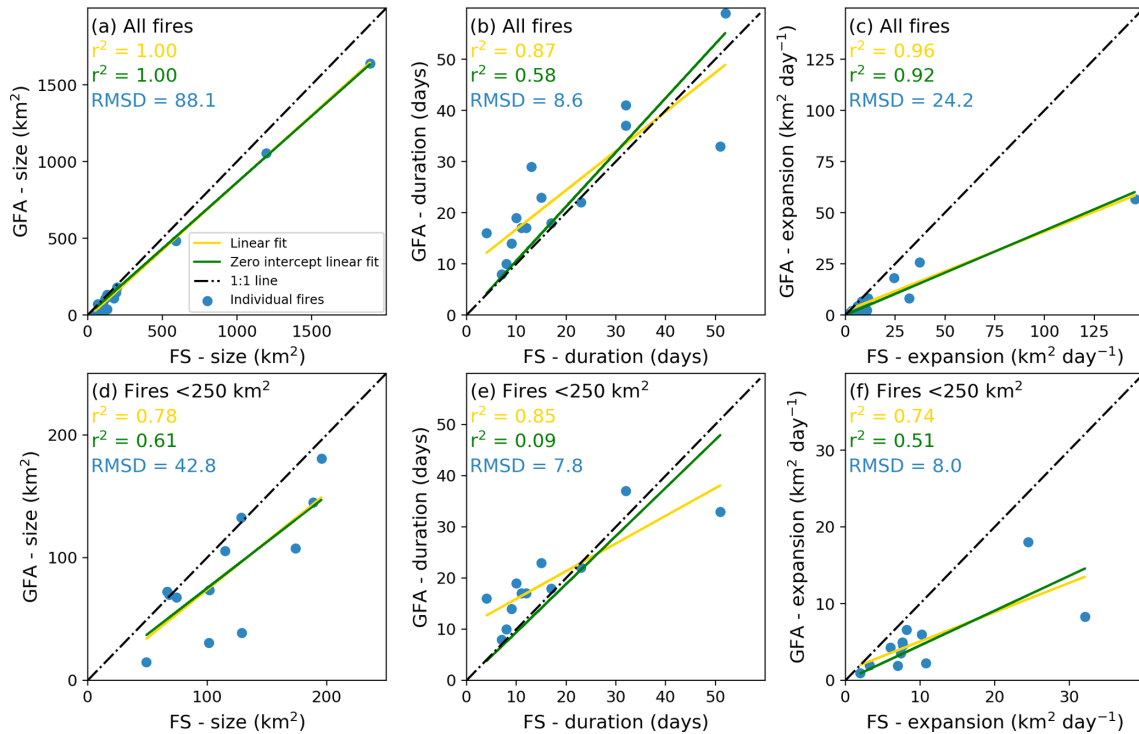 (a) All fires
r² = 1.00
r² = 1.00
RMSD = 88.1
GFA - size (km²)
1500
1000
500
0
0 500 1000 1500
FS - size (km²)
Linear fit
Zero intercept linear fit
1:1 line
Individual fires
(b) All fires
r² = 0.87
r² = 0.58
RMSD = 8.6
GFA - duration (days)
50
40
30
20
10
0
0 10 20 30 40 50
FS - duration (days)
(c) All fires
r² = 0.96
r² = 0.92
RMSD = 24.2
GFA - expansion (km² day⁻¹)
125
100
75
50
25
0
0 25 50 75 100 125
FS - expansion (km² day⁻¹)
(d) Fires <250 km²
r² = 0.78
r² = 0.61
RMSD = 42.8
GFA - size (km²)
200
100
0
0 100 200
FS - size (km²)
(e) Fires <250 km²
r² = 0.85
r² = 0.09
RMSD = 7.8
GFA - duration (days)
50
40
30
20
10
0
0 10 20 30 40 50
FS - duration (days)
(f) Fires <250 km²
r² = 0.74
r² = 0.51
RMSD = 8.0
GFA - expansion (km² day⁻¹)
30
20
10
0
0 10 20 30
FS - expansion (km² day⁻¹)